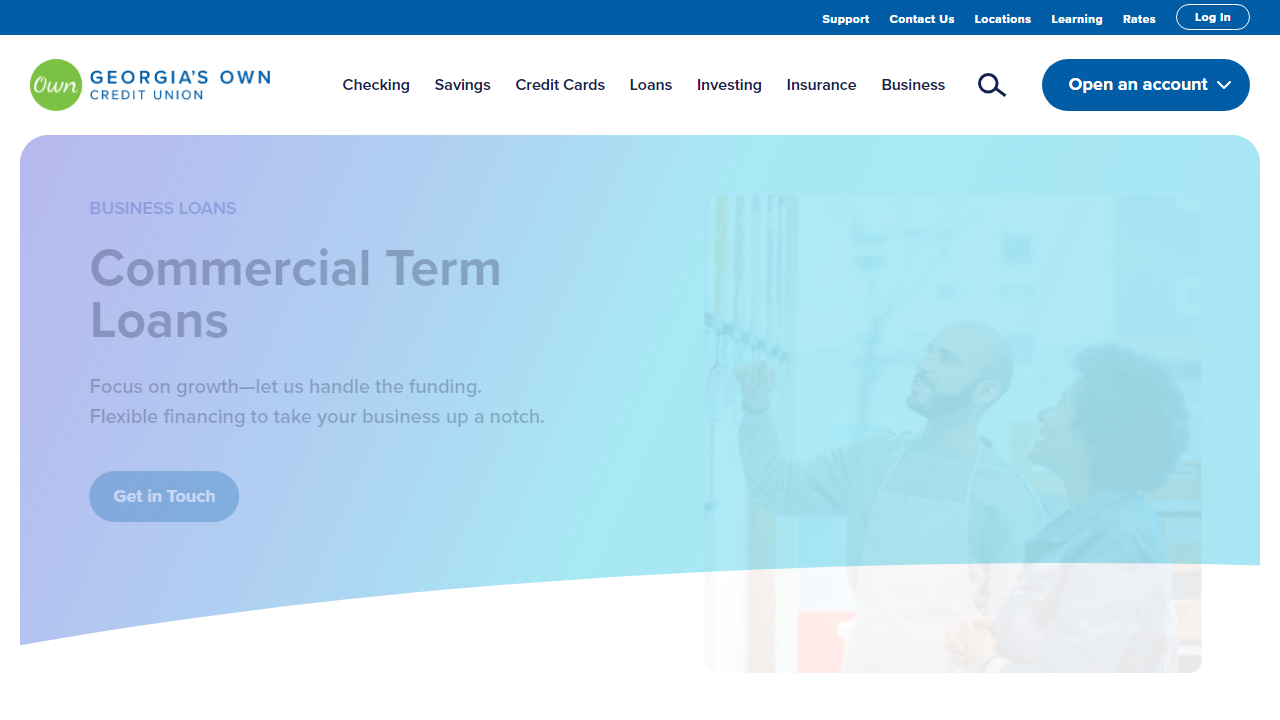 Support Contact Us Locations Learning Rates Log In
Own GEORGIA'S OWN
CREDIT UNION
Checking Savings Credit Cards Loans Investing Insurance Business Open an account
BUSINESS LOANS
Commercial Term
Loans
Focus on growth—let us handle the funding.
Flexible financing to take your business up a notch.
Get in Touch